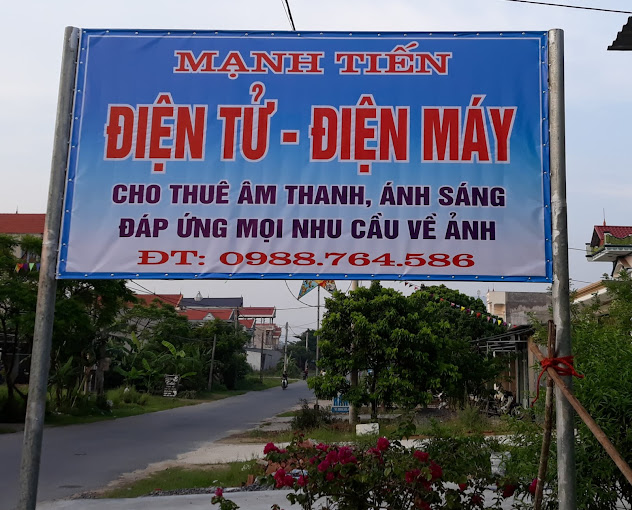 MẠNH TIẾN
ĐIỆN TỬ - ĐIỆN MÁY
CHO THUÊ ÂM THANH, ÁNH SÁNG
ĐÁP ỨNG MỌI NHU CẦU VỀ ẢNH
ĐT: 0988.764.586